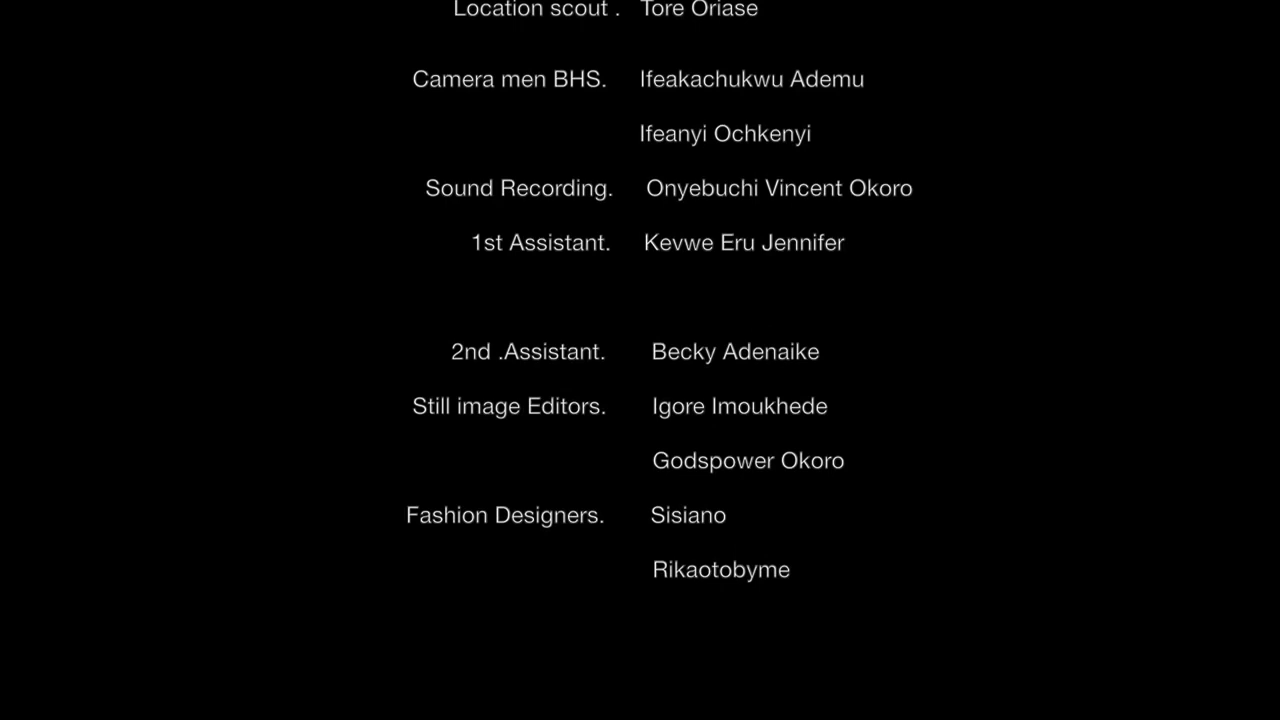 Location scout . Tore Oriase
Camera men BHS. Ifeakachukwu Ademu
Ifeanyi Ochkenyi
Sound Recording. Onyebuchi Vincent Okoro
1st Assistant. Kevwe Eru Jennifer
2nd .Assistant. Becky Adenaike
Still image Editors. Igore Imoukhede
Godspower Okoro
Fashion Designers. Sisiano
Rikaotobyme